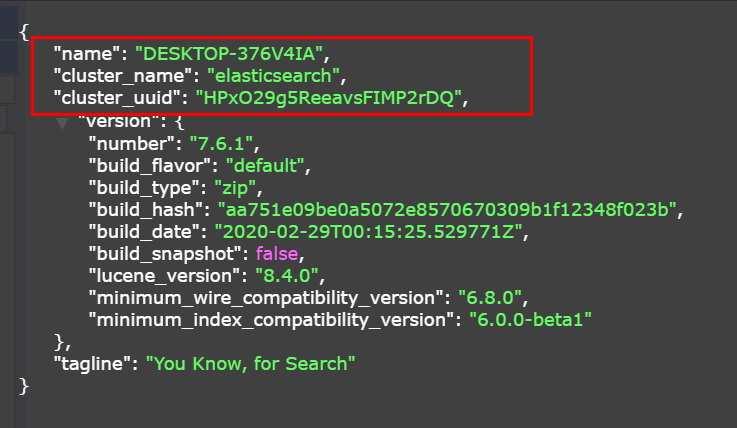 {
"name": "DESKTOP-376V4IA",
"cluster_name": "elasticsearch",
"cluster_uuid": "HPxO29g5ReeavsFIMP2rDQ",
"version": {
"number": "7.6.1",
"build_flavor": "default",
"build_type": "zip",
"build_hash": "aa751e09be0a5072e8570670309b1f12348f023b",
"build_date": "2020-02-29T00:15:25.529771Z",
"build_snapshot": false,
"lucene_version": "8.4.0",
"minimum_wire_compatibility_version": "6.8.0",
"minimum_index_compatibility_version": "6.0.0-beta1"
},
"tagline": "You Know, for Search"
}